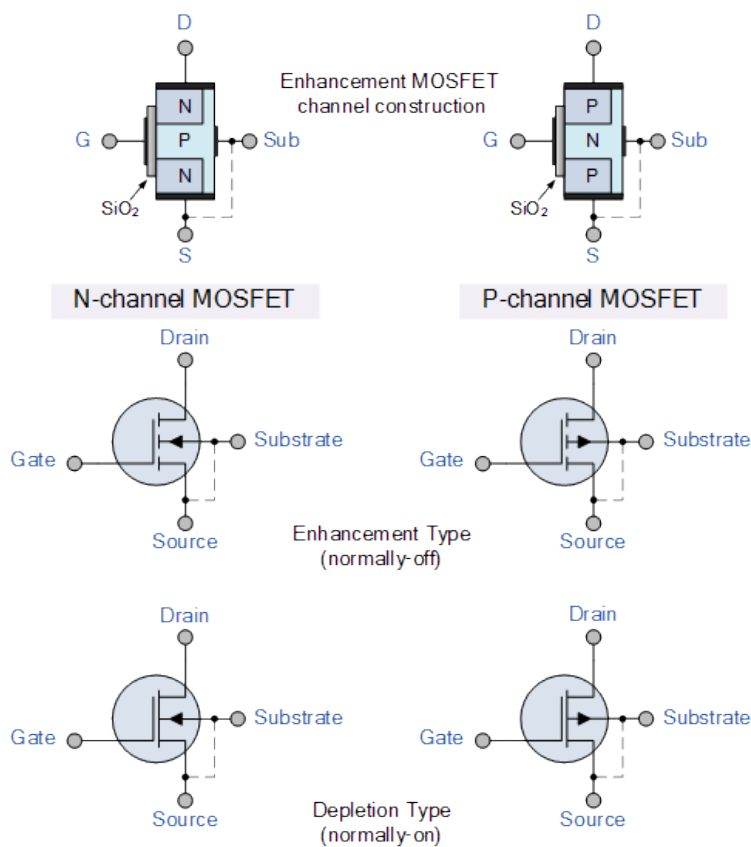 D
D
Enhancement MOSFET
channel construction
N
P
N
G
Sub
SiO₂
S
P
N
P
G
Sub
SiO₂
S
N-channel MOSFET
P-channel MOSFET
Drain
Drain
Gate
Substrate
Gate
Substrate
Source
Source
Enhancement Type
(normally-off)
Drain
Drain
Gate
Substrate
Gate
Substrate
Source
Source
Depletion Type
(normally-on)